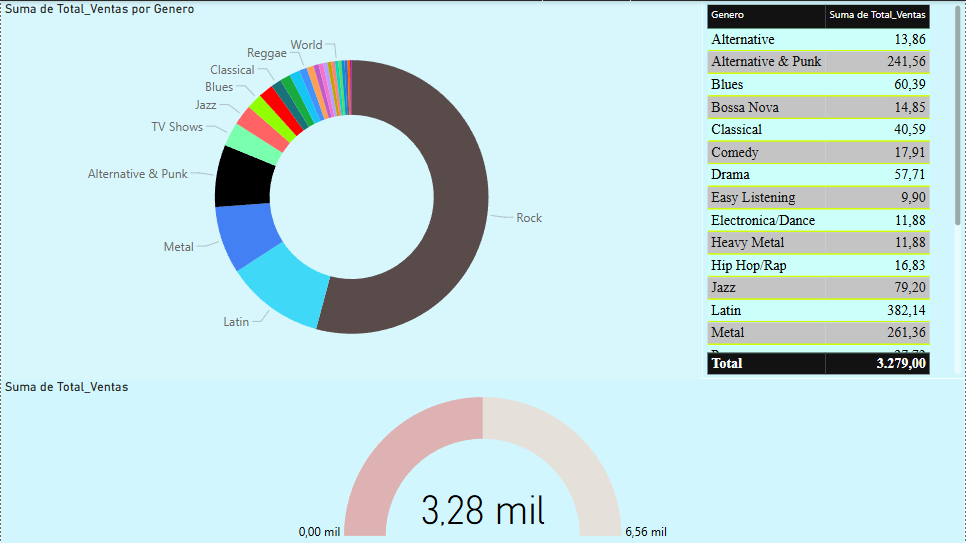 Suma de Total_Ventas por Genero
World
Reggae
Classical
Blues
Jazz
TV Shows
Alternative & Punk
Metal
Latin
Rock
Genero Suma de Total_Ventas
Alternative 13,86
Alternative & Punk 241,56
Blues 60,39
Bossa Nova 14,85
Classical 40,59
Comedy 17,91
Drama 57,71
Easy Listening 9,90
Electronica/Dance 11,88
Heavy Metal 11,88
Hip Hop/Rap 16,83
Jazz 79,20
Latin 382,14
Metal 261,36
Total 3.279,00
Suma de Total_Ventas
3,28 mil
0,00 mil
6,56 mil